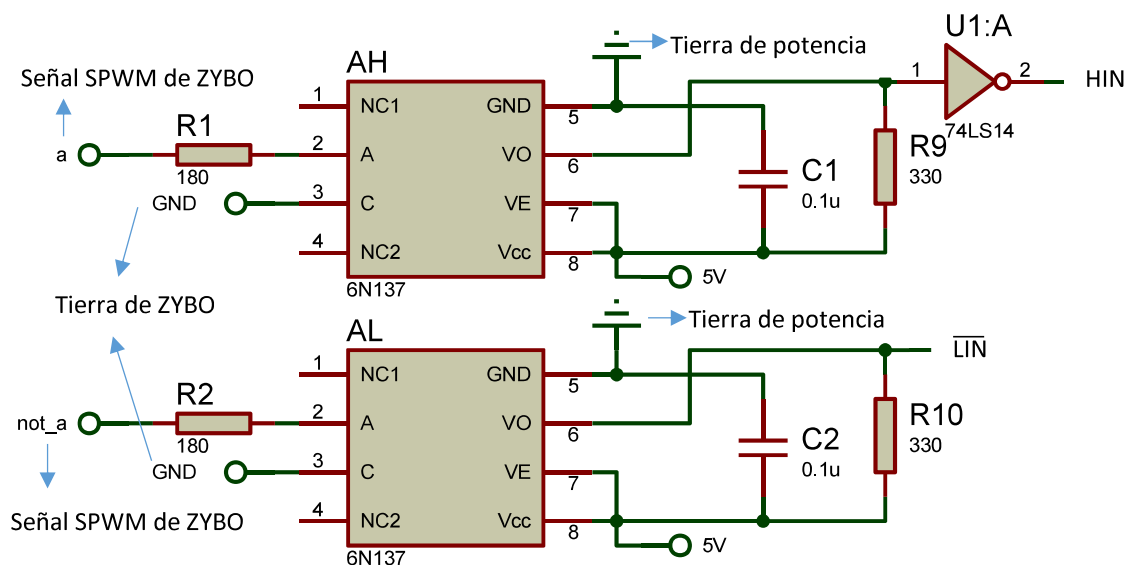 U1:A
Tierra de potencia
AH
Señal SPWM de ZYBO
1 NC1 GND 5
1 2 HIN
74LS14
R1
a
180
2 A VO 6
R9
330
C1
0.1u
GND
3 C VE 7
4 NC2 Vcc 8
5V
6N137
Tierra de ZYBO
Tierra de potencia
AL
LIN
1 NC1 GND 5
R2
not_a
180
2 A VO 6
R10
330
C2
0.1u
GND
3 C VE 7
Señal SPWM de ZYBO
4 NC2 Vcc 8
5V
6N137